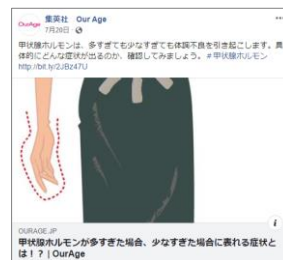 OurAge
集英社 Our Age
7月28日
甲状腺ホルモンは、多すぎても少なすぎても体調不良を引き起こします。具
体的にどんな症状が出るのか、確認してみましょう。 #甲状腺ホルモン
http://bit.ly/2JBz47U
OURAGE.JP
甲状腺ホルモンが多すぎた場合、少なすぎた場合に表れる症状と
は!？ | OurAge